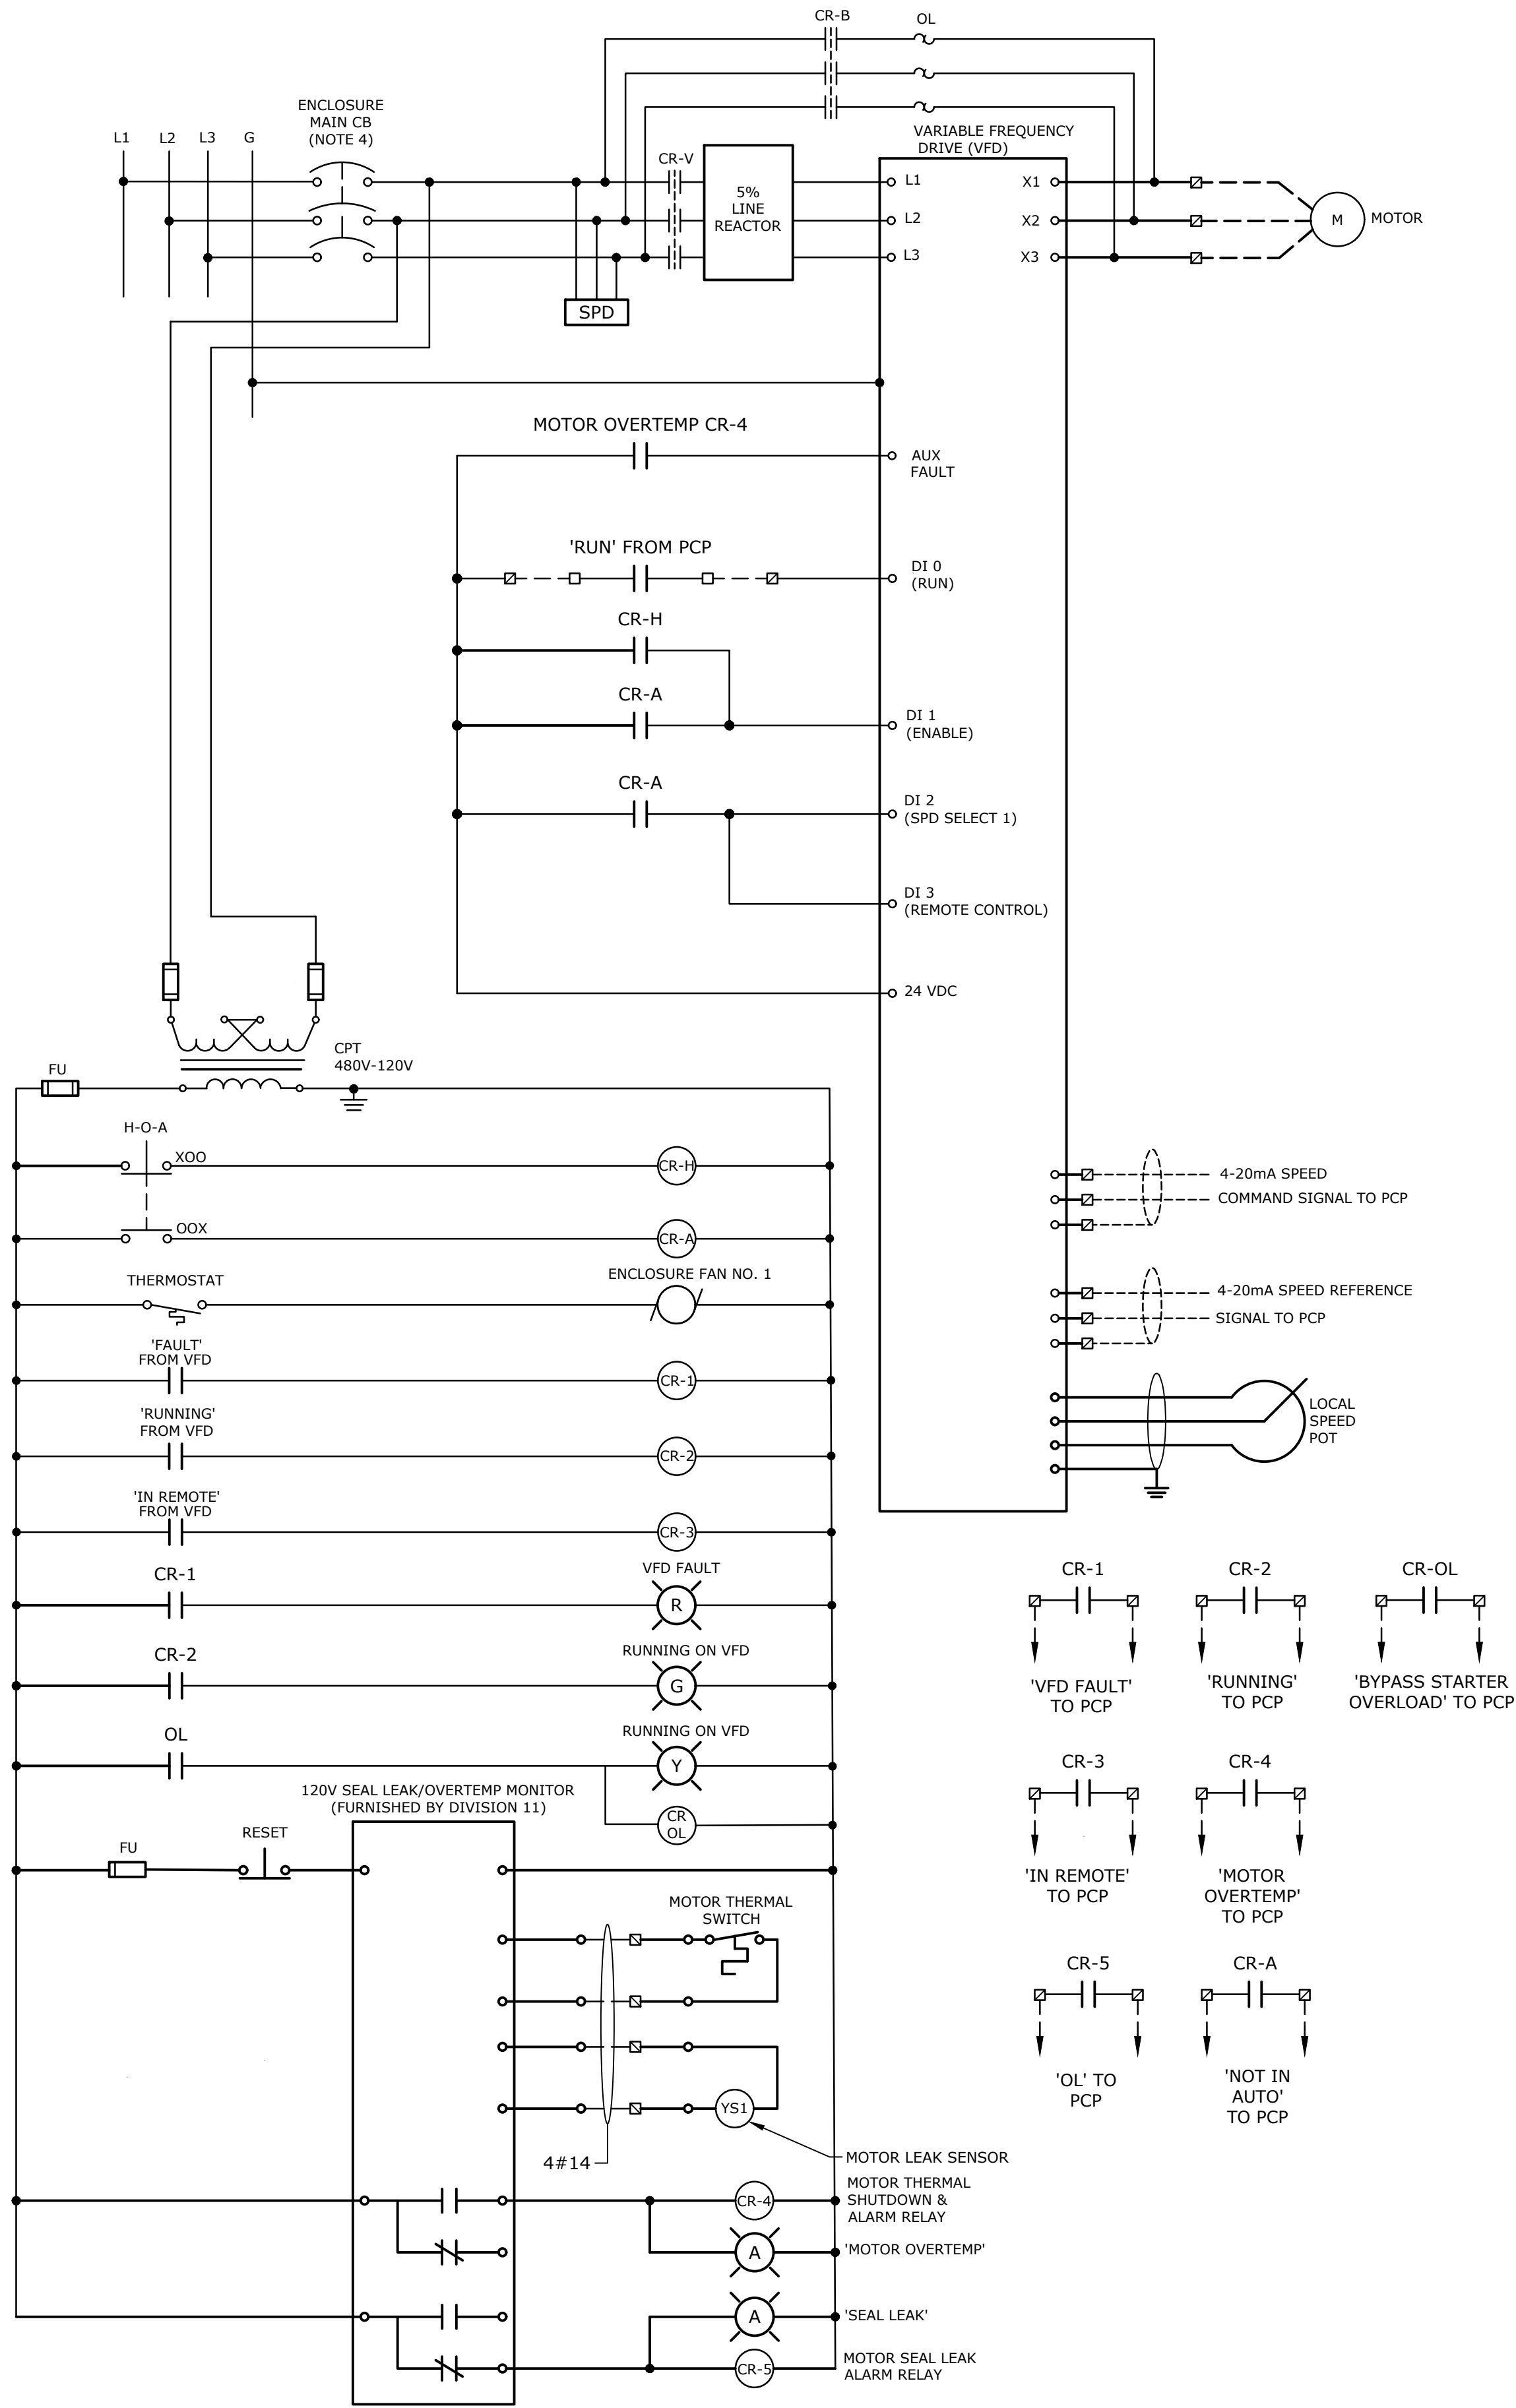 CR-B
OL
ENCLOSURE
MAIN CB
(NOTE 4)
L1
L2
L3
G
CR-V
5%
LINE
REACTOR
VARIABLE FREQUENCY
DRIVE (VFD)
L1
L2
L3
X1
X2
X3
M
MOTOR
SPD
MOTOR OVERTEMP CR-4
AUX
FAULT
'RUN' FROM PCP
DI 0
(RUN)
CR-H
CR-A
DI 1
(ENABLE)
CR-A
DI 2
(SPD SELECT 1)
DI 3
(REMOTE CONTROL)
24 VDC
CPT
480V-120V
FU
H-O-A
XOO
CR-H
OOX
CR-A
THERMOSTAT
ENCLOSURE FAN NO. 1
'FAULT'
FROM VFD
CR-1
'RUNNING'
FROM VFD
CR-2
'IN REMOTE'
FROM VFD
CR-3
CR-1
VFD FAULT
R
CR-2
RUNNING ON VFD
G
OL
RUNNING ON VFD
Y
CR
OL
4-20mA SPEED
COMMAND SIGNAL TO PCP
4-20mA SPEED REFERENCE
SIGNAL TO PCP
LOCAL
SPEED
POT
120V SEAL LEAK/OVERTEMP MONITOR
(FURNISHED BY DIVISION 11)
FU
RESET
MOTOR THERMAL
SWITCH
YS1
4#14
MOTOR LEAK SENSOR
CR-4
MOTOR THERMAL
SHUTDOWN &
ALARM RELAY
A
'MOTOR OVERTEMP'
A
'SEAL LEAK'
CR-5
MOTOR SEAL LEAK
ALARM RELAY
CR-1
'VFD FAULT'
TO PCP
CR-2
'RUNNING'
TO PCP
CR-OL
'BYPASS STARTER
OVERLOAD' TO PCP
CR-3
'IN REMOTE'
TO PCP
CR-4
'MOTOR
OVERTEMP'
TO PCP
CR-5
'OL' TO
PCP
CR-A
'NOT IN
AUTO'
TO PCP